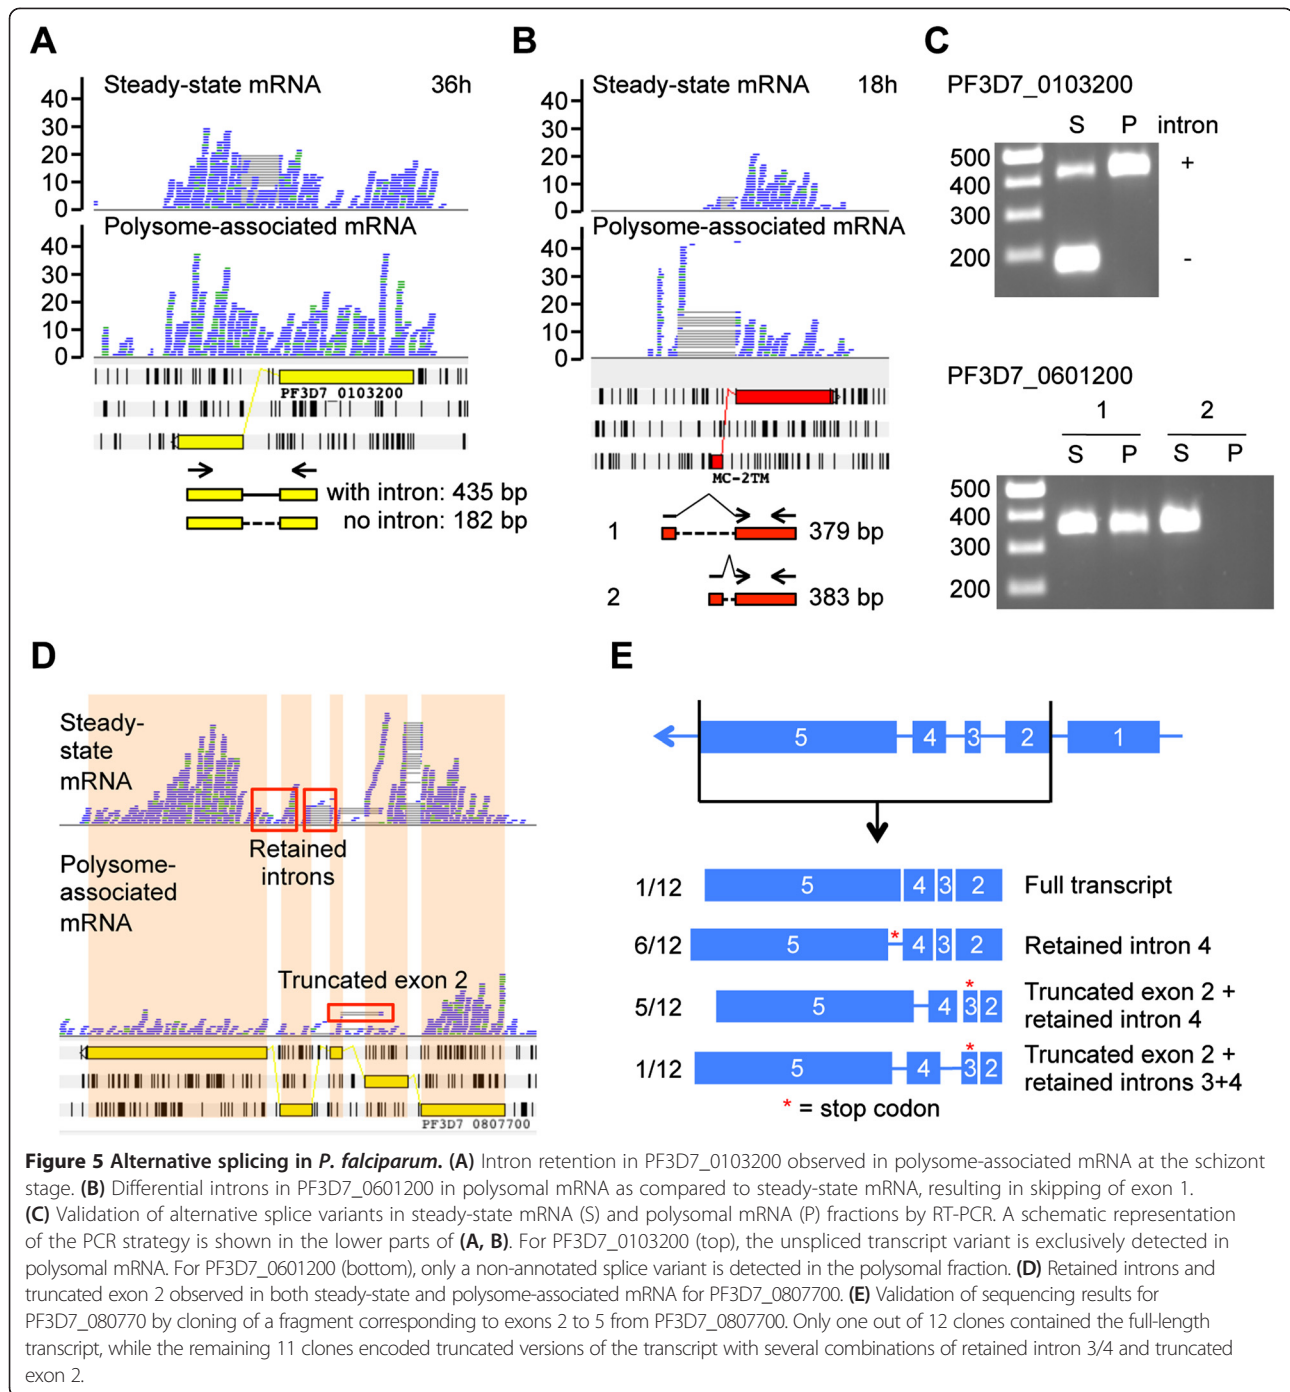 A
Steady-state mRNA 36h
40
30
20
10
0
Polysome-associated mRNA
40
30
20
10
0
PF3D7_0103200
with intron: 435 bp
no intron: 182 bp
B
Steady-state mRNA 18h
40
30
20
10
0
Polysome-associated mRNA
40
30
20
10
0
MC-2TM
1 379 bp
2 383 bp
C
PF3D7_0103200
S P intron
500 +
400
300
200 -
PF3D7_0601200
1 2
S P S P
500
400
300
200
D
Steady-
state
mRNA
Retained
introns
Polysome-
associated
mRNA
Truncated exon 2
PF3D7_0807700
E
5 4 3 2 1
1/12 5 4 3 2 Full transcript
*
6/12 5 4 3 2 Retained intron 4
*
5/12 5 4 3 2 Truncated exon 2 +
retained intron 4
*
1/12 5 4 3 2 Truncated exon 2 +
retained introns 3+4
* = stop codon
Figure 5 Alternative splicing in P. falciparum. (A) Intron retention in PF3D7_0103200 observed in polysome-associated mRNA at the schizont
stage. (B) Differential introns in PF3D7_0601200 in polysomal mRNA as compared to steady-state mRNA, resulting in skipping of exon 1.
(C) Validation of alternative splice variants in steady-state mRNA (S) and polysomal mRNA (P) fractions by RT-PCR. A schematic representation
of the PCR strategy is shown in the lower parts of (A, B). For PF3D7_0103200 (top), the unspliced transcript variant is exclusively detected in
polysomal mRNA. For PF3D7_0601200 (bottom), only a non-annotated splice variant is detected in the polysomal fraction. (D) Retained introns and
truncated exon 2 observed in both steady-state and polysome-associated mRNA for PF3D7_0807700. (E) Validation of sequencing results for
PF3D7_080770 by cloning of a fragment corresponding to exons 2 to 5 from PF3D7_0807700. Only one out of 12 clones contained the full-length
transcript, while the remaining 11 clones encoded truncated versions of the transcript with several combinations of retained intron 3/4 and truncated
exon 2.